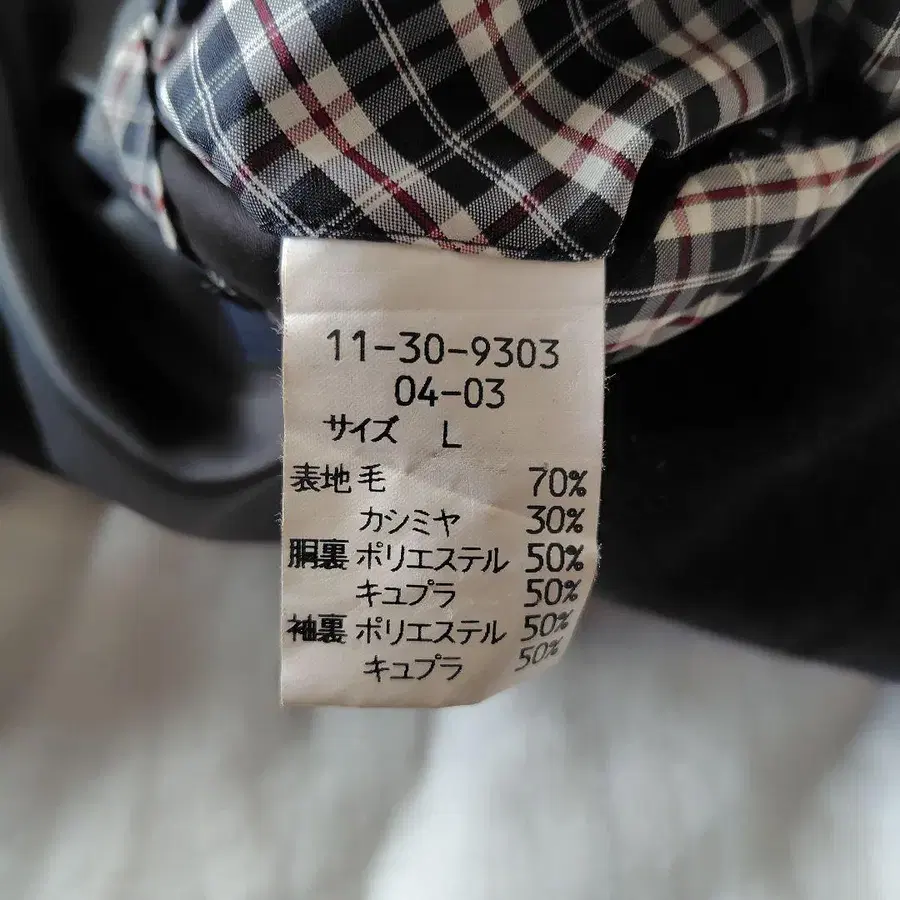 11-30-9303
04-03
サイズ L
表地 毛 70%
カシミヤ 30%
胴裏 ポリエステル 50%
キュプラ 50%
袖裏 ポリエステル 50%
キュプラ 50%